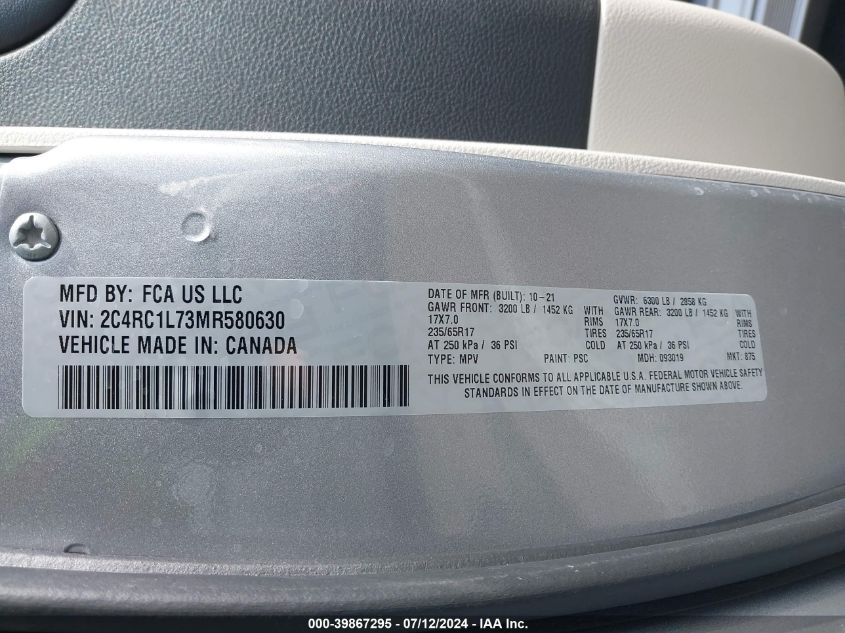 MFD BY: FCA US LLC
VIN: 2C4RC1L73MR580630
VEHICLE MADE IN: CANADA
DATE OF MFR (BUILT): 10-21 GVWR: 6300 LB / 2858 KG
GAWR FRONT: 3200 LB / 1452 KG WITH GAWR REAR: 3200 LB / 1452 KG WITH
17X7.0 RIMS 17X7.0 RIMS
235/65R17 TIRES 235/65R17 TIRES
AT 250 kPa / 36 PSI COLD AT 250 kPa / 36 PSI COLD
TYPE: MPV PAINT: PSC MDH: 093019 MKT: 875
THIS VEHICLE CONFORMS TO ALL APPLICABLE U.S.A. FEDERAL MOTOR VEHICLE SAFETY
STANDARDS IN EFFECT ON THE DATE OF MANUFACTURE SHOWN ABOVE.
000-39867295 - 07/12/2024 - IAA Inc.